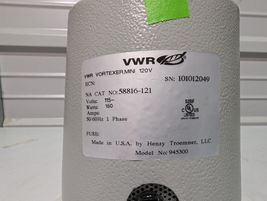 VWR
VWR VORTEXER, MINI 120V
ECN: SN: 101012049
NA CAT NO: 58816-121
Volts: 115~
Watts: 150
Amps:
50/60Hz 1 Phase
FUSE:
Made in U.S.A. by Henry Troemner, LLC
Model No: 945300